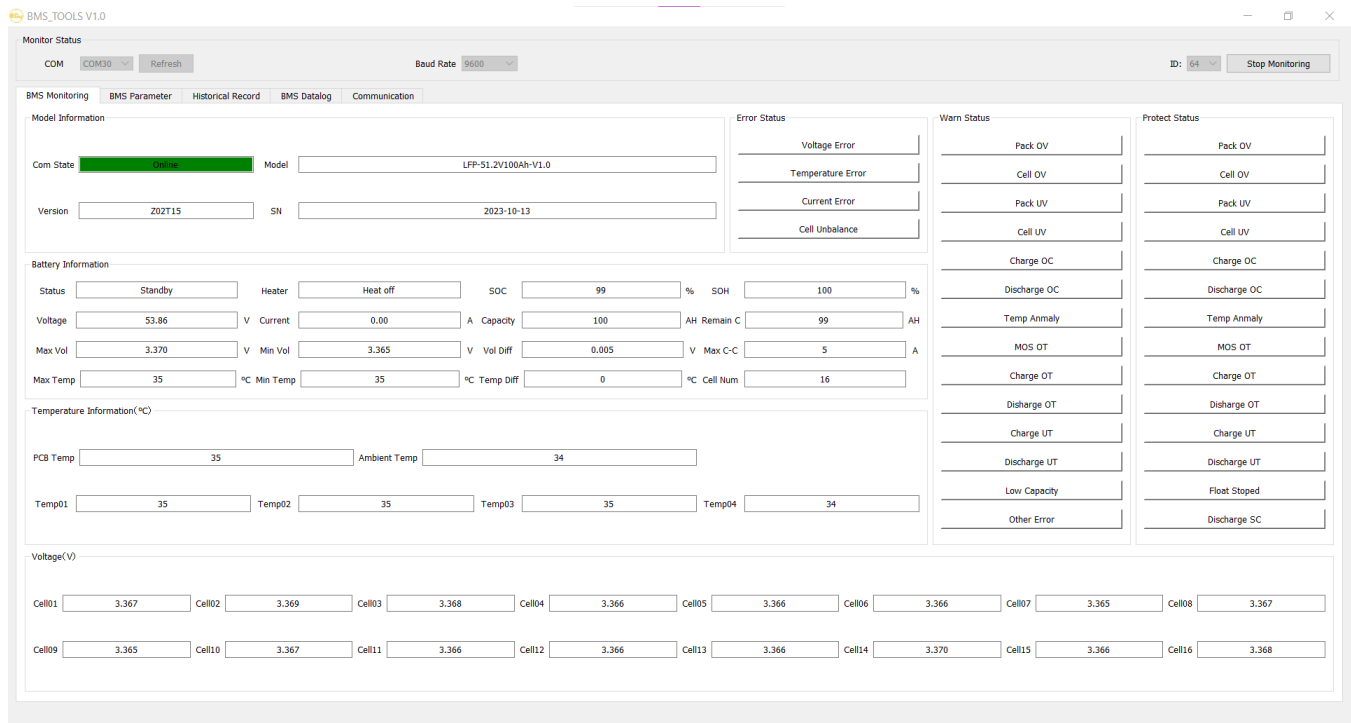 BMS_TOOLS V1.0
Monitor Status
COM COM30 Refresh Baud Rate 9600 ID: 64 Stop Monitoring
BMS Monitoring BMS Parameter Historical Record BMS Datalog Communication
Model Information
Com State Online Model LFP-51.2V100Ah-V1.0
Version Z02T15 SN 2023-10-13
Error Status
Voltage Error
Temperature Error
Current Error
Cell Unbalance
Warn Status
Pack OV
Cell OV
Pack UV
Cell UV
Charge OC
Discharge OC
Temp Anmaly
MOS OT
Charge OT
Disharge OT
Charge UT
Discharge UT
Low Capacity
Other Error
Protect Status
Pack OV
Cell OV
Pack UV
Cell UV
Charge OC
Discharge OC
Temp Anmaly
MOS OT
Charge OT
Disharge OT
Charge UT
Discharge UT
Float Stoped
Discharge SC
Battery Information
Status Standby Heater Heat off SOC 99 % SOH 100 %
Voltage 53.86 V Current 0.00 A Capacity 100 AH Remain C 99 AH
Max Vol 3.370 V Min Vol 3.365 V Vol Diff 0.005 V Max C-C 5 A
Max Temp 35 ºC Min Temp 35 ºC Temp Diff 0 ºC Cell Num 16
Temperature Information(ºC)
PCB Temp 35 Ambient Temp 34
Temp01 35 Temp02 35 Temp03 35 Temp04 34
Voltage(V)
Cell01 3.367 Cell02 3.369 Cell03 3.368 Cell04 3.366 Cell05 3.366 Cell06 3.366 Cell07 3.365 Cell08 3.367
Cell09 3.365 Cell10 3.367 Cell11 3.366 Cell12 3.366 Cell13 3.366 Cell14 3.370 Cell15 3.366 Cell16 3.368